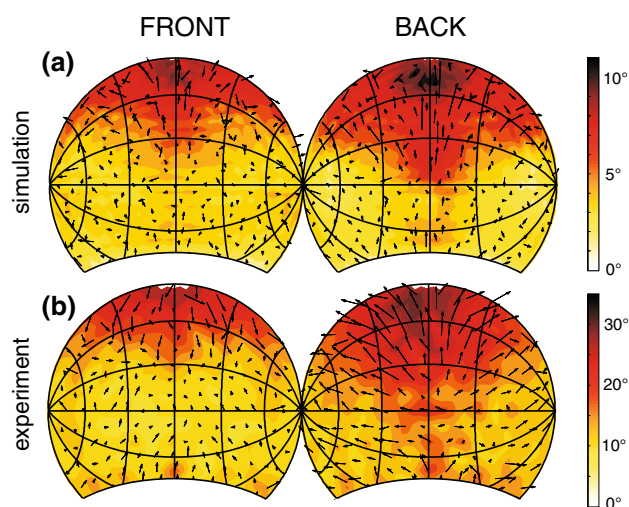 FRONT BACK
(a)
simulation
10°
5°
0°
(b)
experiment
30°
20°
10°
0°